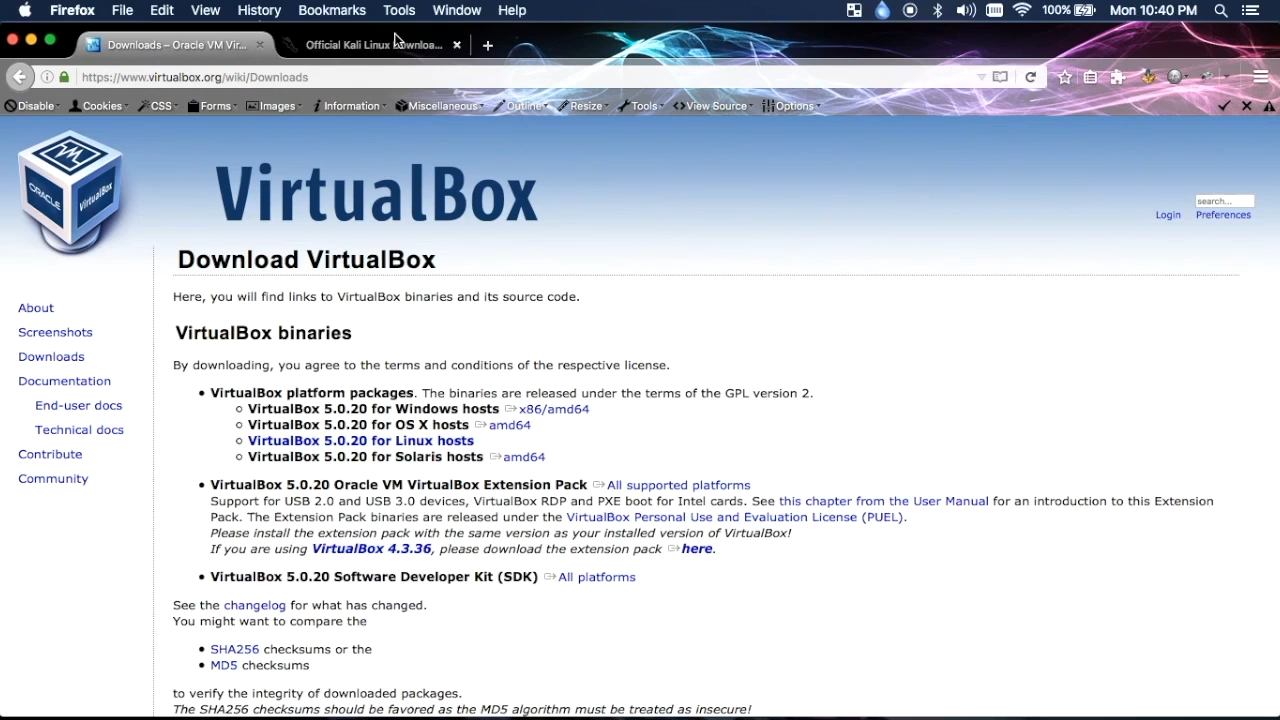 Firefox File Edit View History Bookmarks Tools Window Help 100% Mon 10:40 PM
Downloads – Oracle VM Vir... Official Kali Linux Downloa...
https://www.virtualbox.org/wiki/Downloads
Disable Cookies CSS Forms Images Information Miscellaneous Outline Resize Tools View Source Options
ORACLE VirtualBox
VirtualBox
search...
Login Preferences
Download VirtualBox
Here, you will find links to VirtualBox binaries and its source code.
About
Screenshots
Downloads
Documentation
End-user docs
Technical docs
Contribute
Community
VirtualBox binaries
By downloading, you agree to the terms and conditions of the respective license.
• VirtualBox platform packages. The binaries are released under the terms of the GPL version 2.
VirtualBox 5.0.20 for Windows hosts x86/amd64
VirtualBox 5.0.20 for OS X hosts amd64
VirtualBox 5.0.20 for Linux hosts
VirtualBox 5.0.20 for Solaris hosts amd64
• VirtualBox 5.0.20 Oracle VM VirtualBox Extension Pack All supported platforms
Support for USB 2.0 and USB 3.0 devices, VirtualBox RDP and PXE boot for Intel cards. See this chapter from the User Manual for an introduction to this Extension
Pack. The Extension Pack binaries are released under the VirtualBox Personal Use and Evaluation License (PUEL).
Please install the extension pack with the same version as your installed version of VirtualBox!
If you are using VirtualBox 4.3.36, please download the extension pack here.
• VirtualBox 5.0.20 Software Developer Kit (SDK) All platforms
See the changelog for what has changed.
You might want to compare the
• SHA256 checksums or the
• MD5 checksums
to verify the integrity of downloaded packages.
The SHA256 checksums should be favored as the MD5 algorithm must be treated as insecure!